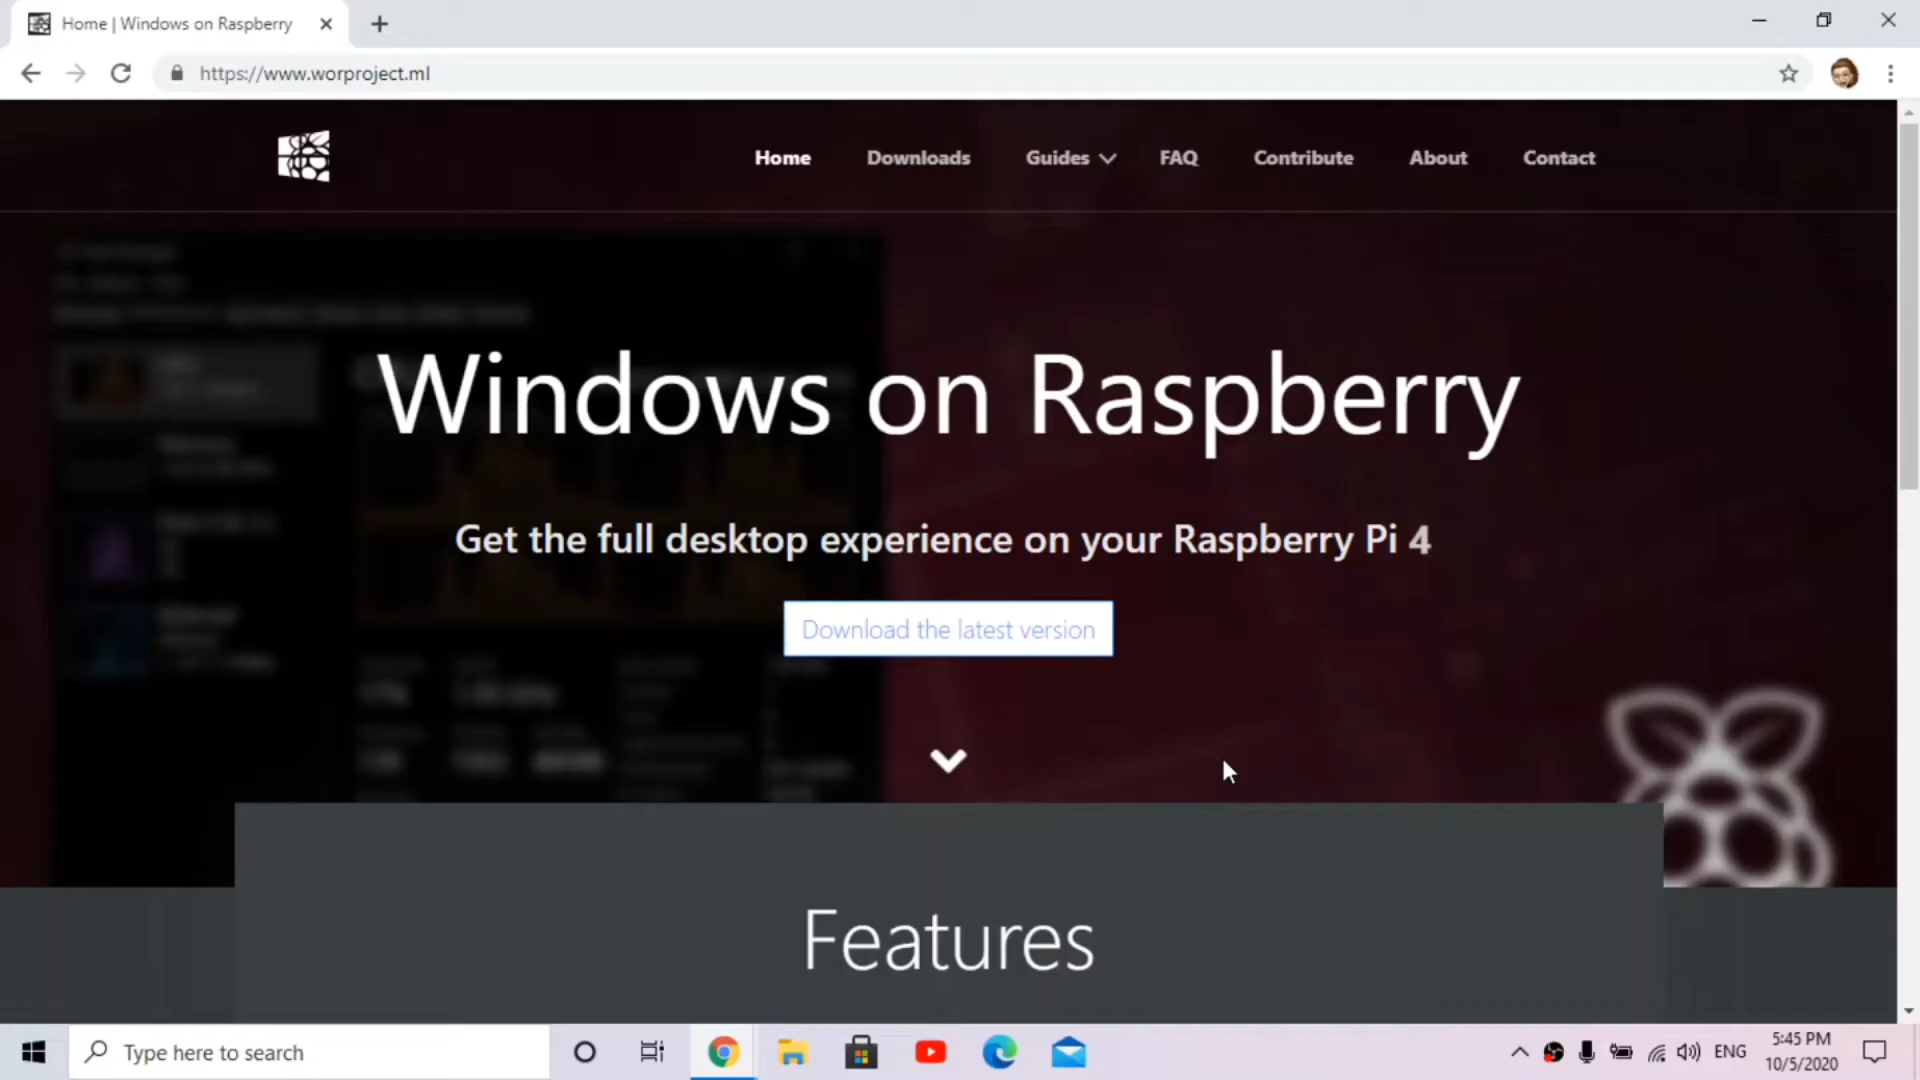 Home | Windows on Raspberry
https://www.worproject.ml
Home Downloads Guides FAQ Contribute About Contact
Windows on Raspberry
Get the full desktop experience on your Raspberry Pi 4
Download the latest version
Features
Type here to search
ENG
5:45 PM
10/5/2020